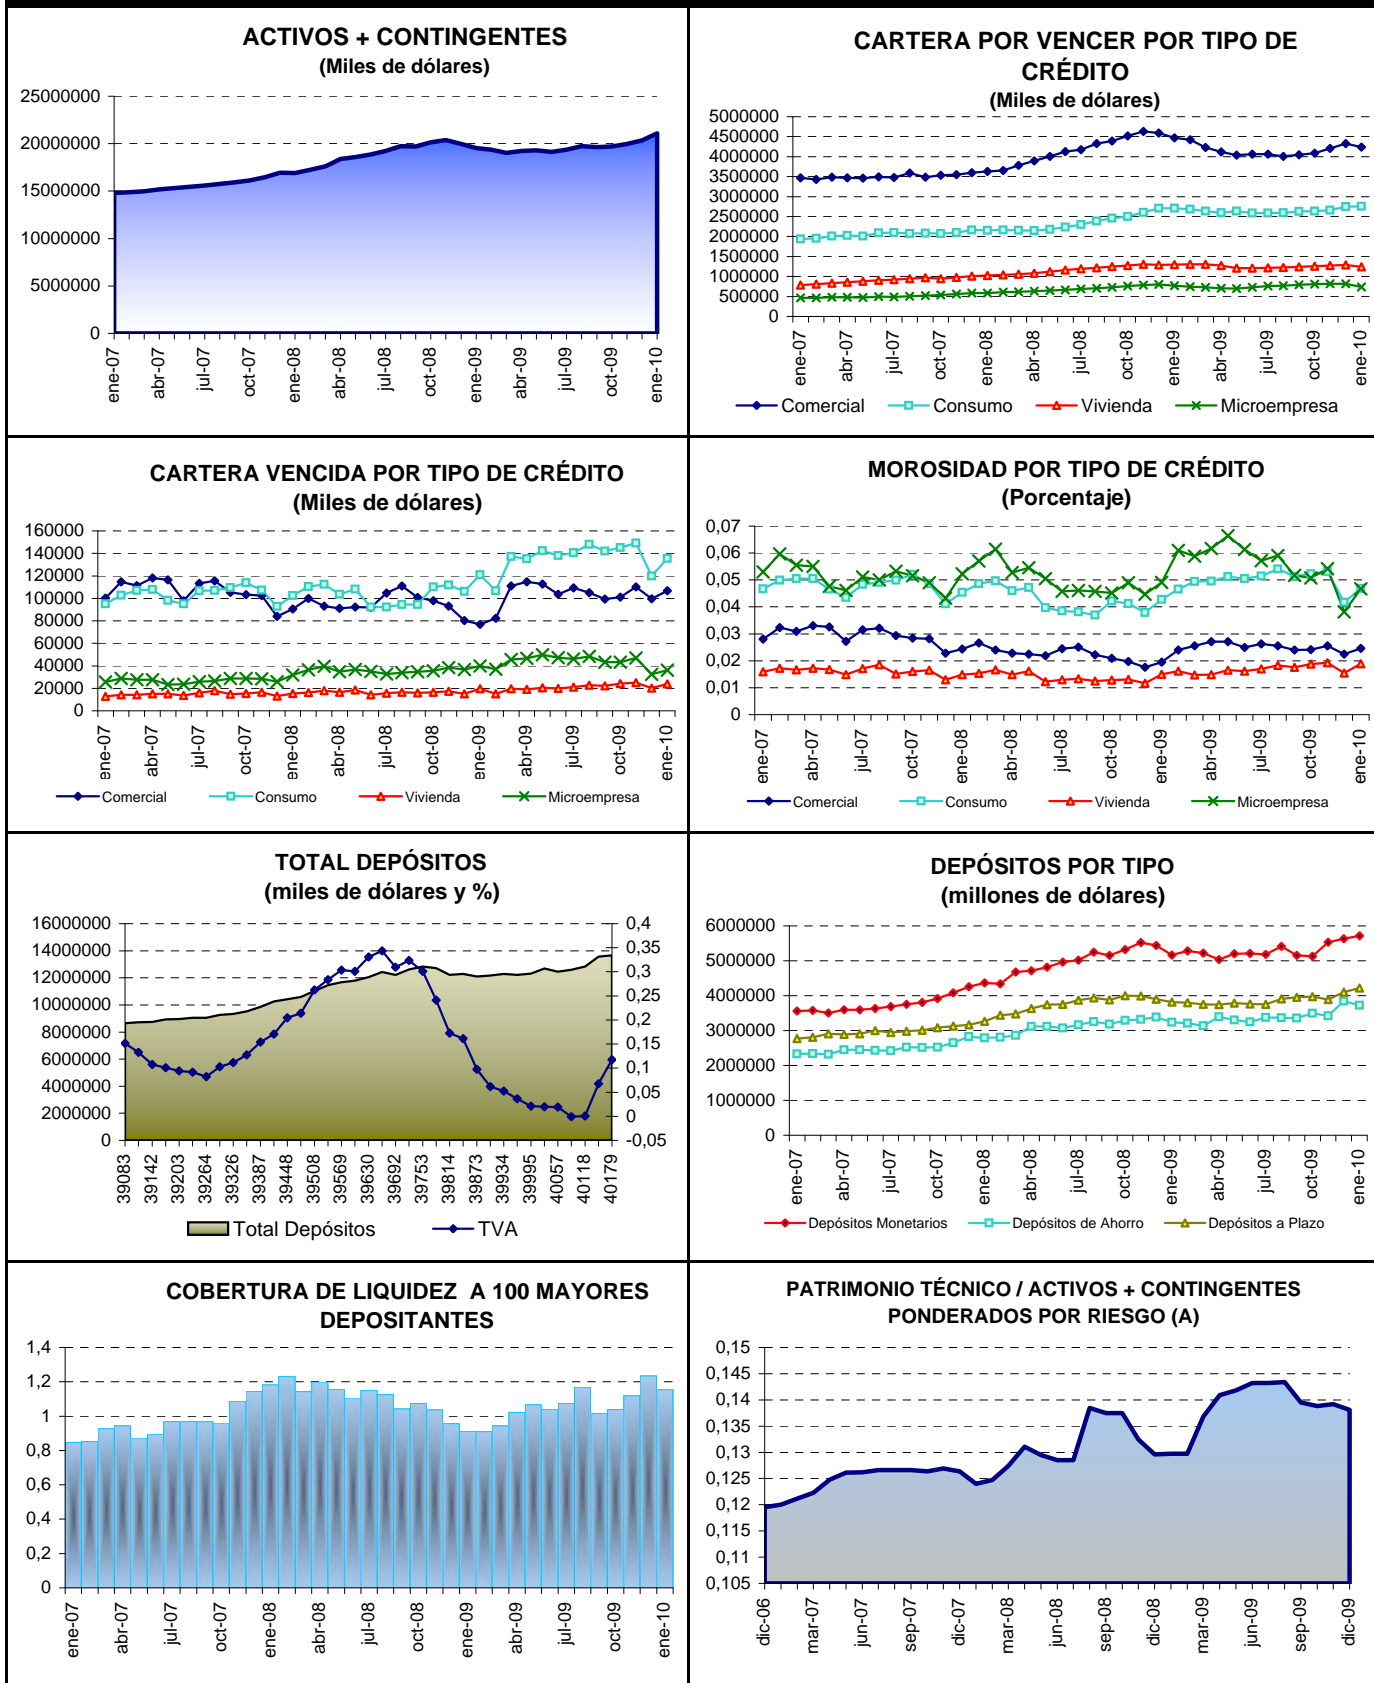 ACTIVOS + CONTINGENTES
(Miles de dólares)
25000000
20000000
15000000
10000000
5000000
0
ene-07
abr-07
jul-07
oct-07
ene-08
abr-08
jul-08
oct-08
ene-09
abr-09
jul-09
oct-09
ene-10
CARTERA POR VENCER POR TIPO DE
CRÉDITO
(Miles de dólares)
5000000
4500000
4000000
3500000
3000000
2500000
2000000
1500000
1000000
500000
0
ene-07
abr-07
jul-07
oct-07
ene-08
abr-08
jul-08
oct-08
ene-09
abr-09
jul-09
oct-09
ene-10
Comercial Consumo Vivienda Microempresa
CARTERA VENCIDA POR TIPO DE CRÉDITO
(Miles de dólares)
160000
140000
120000
100000
80000
60000
40000
20000
0
ene-07
abr-07
jul-07
oct-07
ene-08
abr-08
jul-08
oct-08
ene-09
abr-09
jul-09
oct-09
ene-10
Comercial Consumo Vivienda Microempresa
MOROSIDAD POR TIPO DE CRÉDITO
(Porcentaje)
0,07
0,06
0,05
0,04
0,03
0,02
0,01
0
ene-07
abr-07
jul-07
oct-07
ene-08
abr-08
jul-08
oct-08
ene-09
abr-09
jul-09
oct-09
ene-10
Comercial Consumo Vivienda Microempresa
TOTAL DEPÓSITOS
(miles de dólares y %)
16000000
14000000
12000000
10000000
8000000
6000000
4000000
2000000
0
0,4
0,35
0,3
0,25
0,2
0,15
0,1
0,05
0
-0,05
39083
39142
39203
39264
39326
39387
39448
39508
39569
39630
39692
39753
39814
39873
39934
39995
40057
40118
40179
Total Depósitos TVA
DEPÓSITOS POR TIPO
(millones de dólares)
6000000
5000000
4000000
3000000
2000000
1000000
0
ene-07
abr-07
jul-07
oct-07
ene-08
abr-08
jul-08
oct-08
ene-09
abr-09
jul-09
oct-09
ene-10
Depósitos Monetarios Depósitos de Ahorro Depósitos a Plazo
COBERTURA DE LIQUIDEZ A 100 MAYORES
DEPOSITANTES
1,4
1,2
1
0,8
0,6
0,4
0,2
0
ene-07
abr-07
jul-07
oct-07
ene-08
abr-08
jul-08
oct-08
ene-09
abr-09
jul-09
oct-09
ene-10
PATRIMONIO TÉCNICO / ACTIVOS + CONTINGENTES
PONDERADOS POR RIESGO (A)
0,15
0,145
0,14
0,135
0,13
0,125
0,12
0,115
0,11
0,105
dic-06
mar-07
jun-07
sep-07
dic-07
mar-08
jun-08
sep-08
dic-08
mar-09
jun-09
sep-09
dic-09